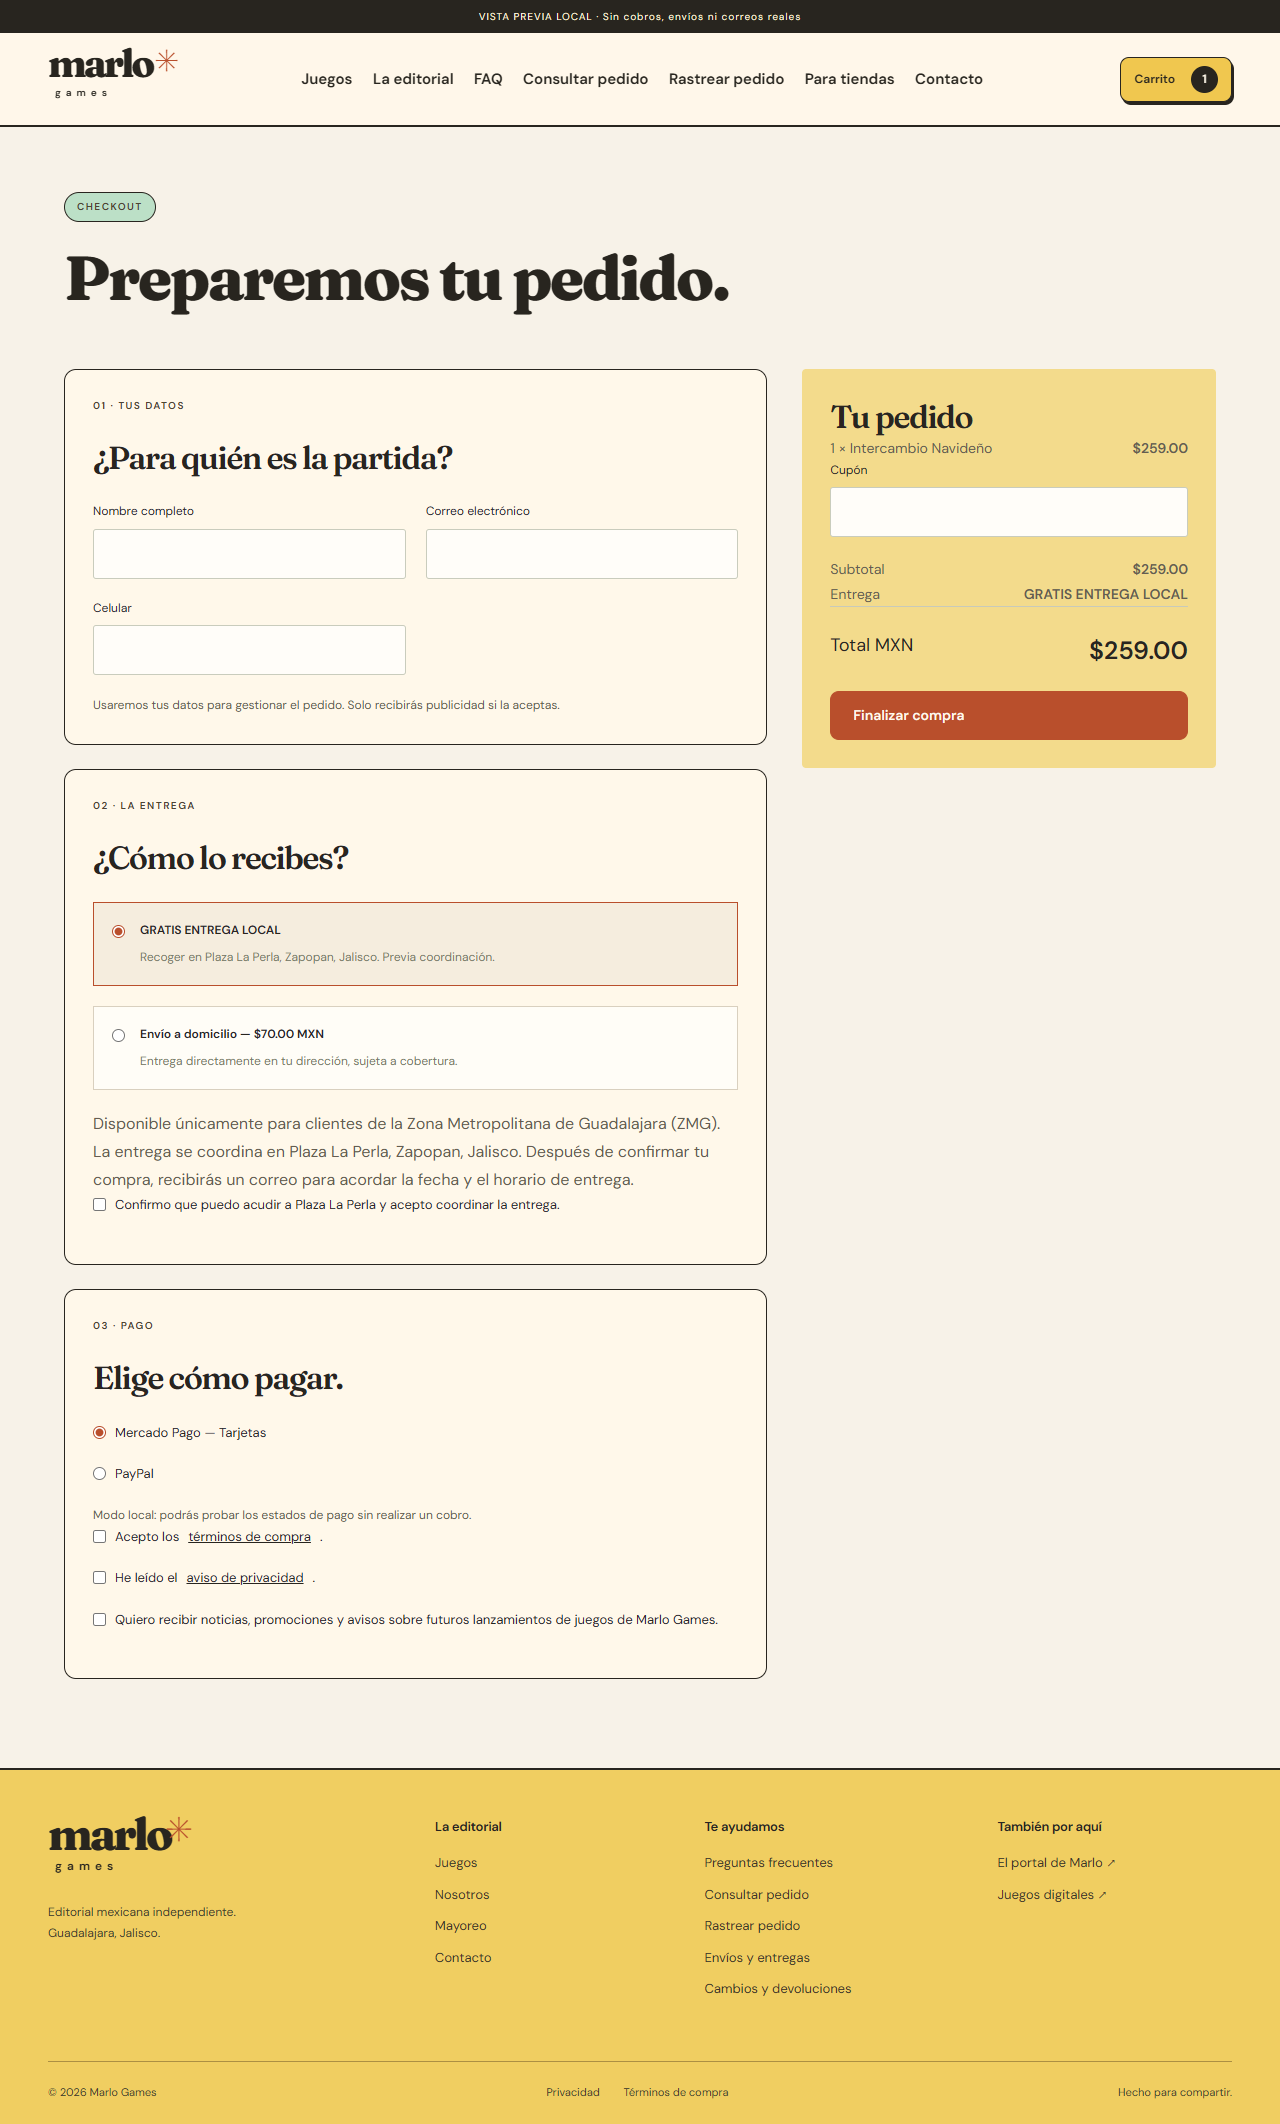 VISTA PREVIA LOCAL · Sin cobros, envíos ni correos reales
marlo
games
Juegos
La editorial
FAQ
Consultar pedido
Rastrear pedido
Para tiendas
Contacto
Carrito
1
CHECKOUT
Preparemos tu pedido.
01 · TUS DATOS
¿Para quién es la partida?
Nombre completo
Correo electrónico
Celular
Usaremos tus datos para gestionar el pedido. Solo recibirás publicidad si la aceptas.
02 · LA ENTREGA
¿Cómo lo recibes?
GRATIS ENTREGA LOCAL
Recoger en Plaza La Perla, Zapopan, Jalisco. Previa coordinación.
Envío a domicilio — $70.00 MXN
Entrega directamente en tu dirección, sujeta a cobertura.
Disponible únicamente para clientes de la Zona Metropolitana de Guadalajara (ZMG).
La entrega se coordina en Plaza La Perla, Zapopan, Jalisco. Después de confirmar tu
compra, recibirás un correo para acordar la fecha y el horario de entrega.
Confirmo que puedo acudir a Plaza La Perla y acepto coordinar la entrega.
03 · PAGO
Elige cómo pagar.
Mercado Pago — Tarjetas
PayPal
Modo local: podrás probar los estados de pago sin realizar un cobro.
Acepto los términos de compra .
He leído el aviso de privacidad .
Quiero recibir noticias, promociones y avisos sobre futuros lanzamientos de juegos de Marlo Games.
Tu pedido
1 × Intercambio Navideño $259.00
Cupón
Subtotal $259.00
Entrega GRATIS ENTREGA LOCAL
Total MXN $259.00
Finalizar compra
marlo
games
Editorial mexicana independiente.
Guadalajara, Jalisco.
La editorial
Juegos
Nosotros
Mayoreo
Contacto
Te ayudamos
Preguntas frecuentes
Consultar pedido
Rastrear pedido
Envíos y entregas
Cambios y devoluciones
También por aquí
El portal de Marlo ↗
Juegos digitales ↗
© 2026 Marlo Games
Privacidad
Términos de compra
Hecho para compartir.